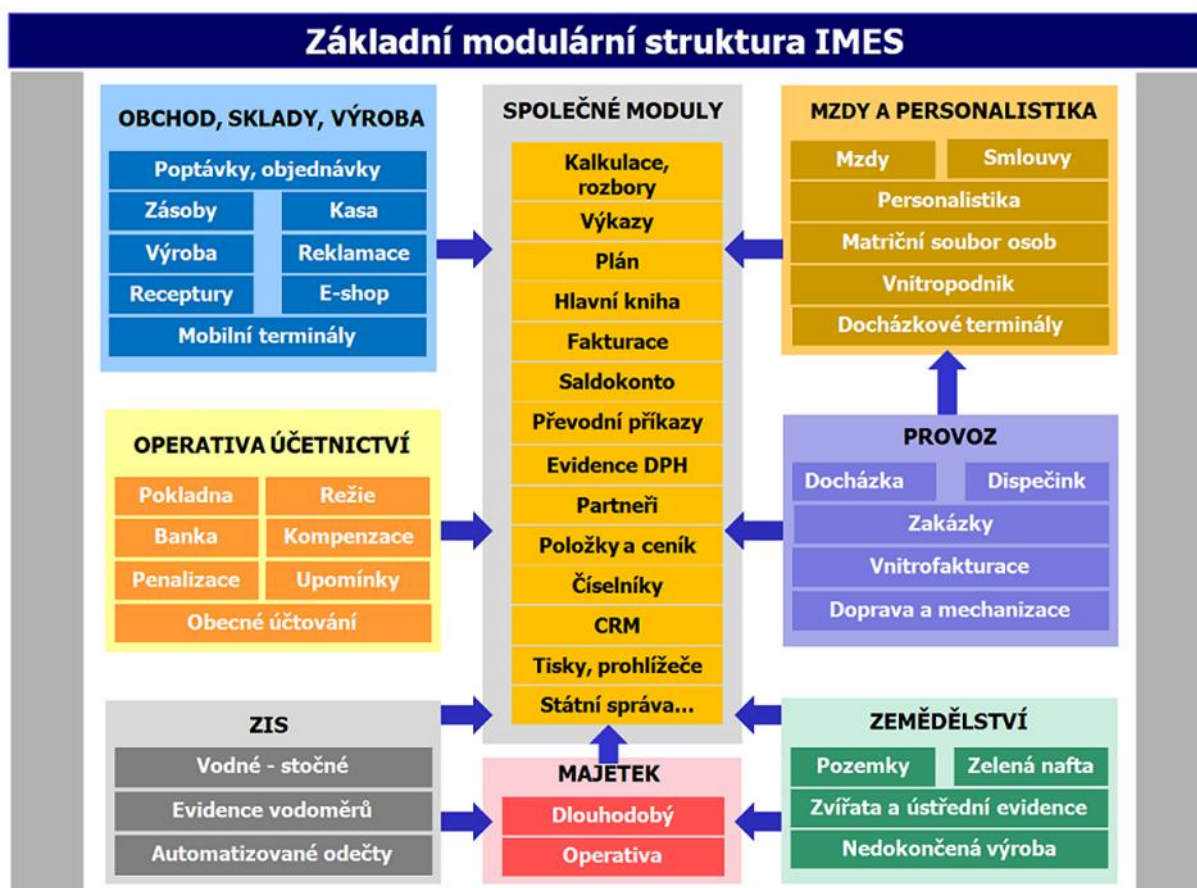 Základní modulární struktura IMES
OBCHOD, SKLADY, VÝROBA
Poptávky, objednávky
Zásoby
Kasa
Výroba
Reklamace
Receptury
E-shop
Mobilní terminály
OPERATIVA ÚČETNICTVÍ
Pokladna
Režie
Banka
Kompenzace
Penalizace
Upomínky
Obecné účtování
ZIS
Vodné - stočné
Evidence vodoměrů
Automatizované odečty
SPOLEČNÉ MODULY
Kalkulace,
rozbory
Výkazy
Plán
Hlavní kniha
Fakturace
Saldokonto
Převodní příkazy
Evidence DPH
Partneři
Položky a ceník
Číselníky
CRM
Tisky, prohlížeče
Státní správa...
MAJETEK
Dlouhodobý
Operativa
MZDY A PERSONALISTIKA
Mzdy
Smlouvy
Personalistika
Matriční soubor osob
Vnitropodnik
Docházkové terminály
PROVOZ
Docházka
Dispečink
Zakázky
Vnitrofakturace
Doprava a mechanizace
ZEMĚDĚLSTVÍ
Pozemky
Zelená nafta
Zvířata a ústřední evidence
Nedokončená výroba